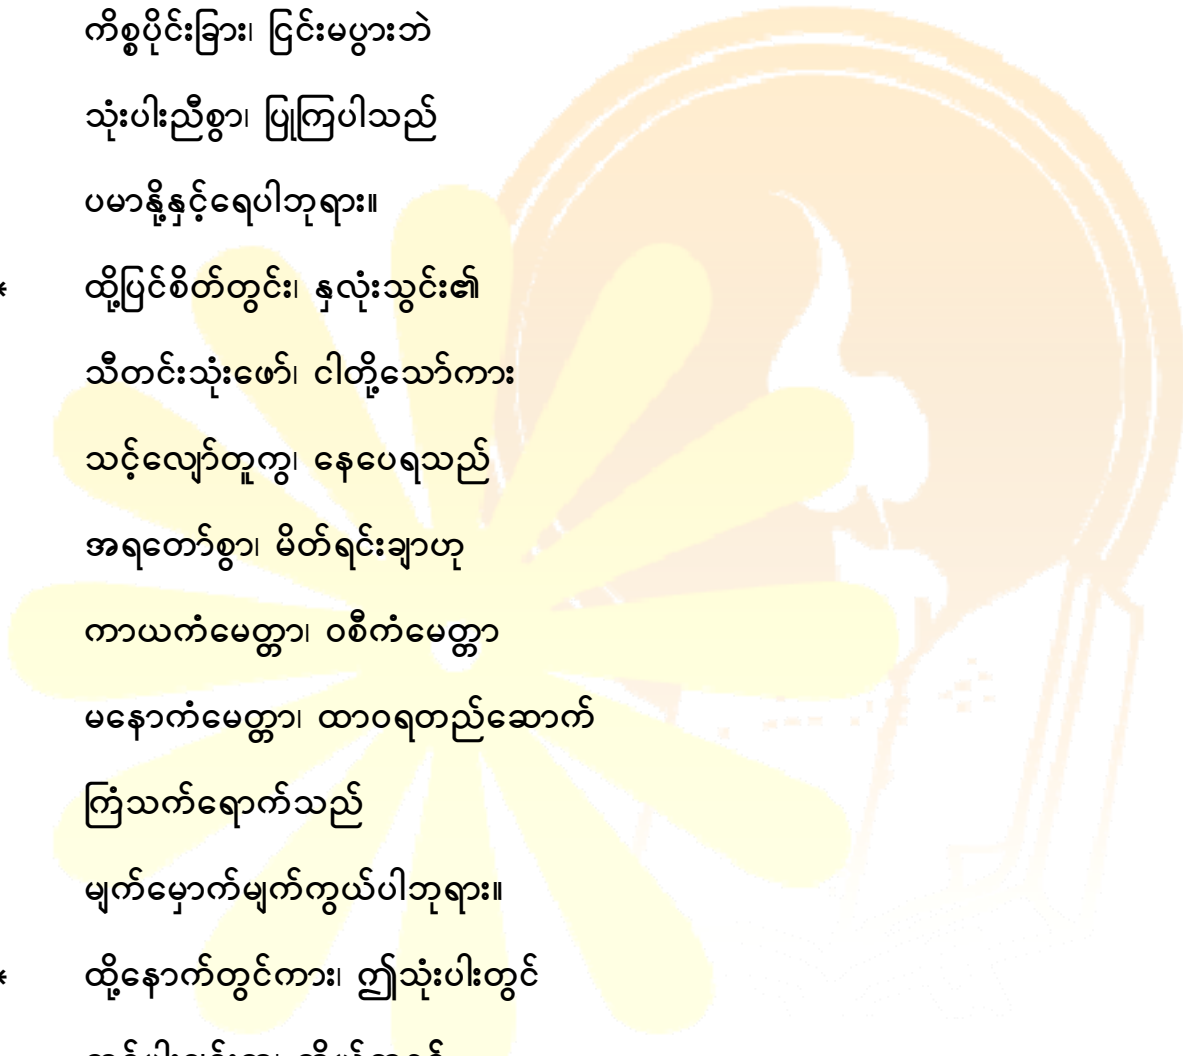 ကိစ္စပိုင်းခြား၊ ငြင်းမပွားဘဲ
သုံးပါးညီစွာ၊ ပြုကြပါသည်
ပမာနို့နှင့်ရေပါဘုရား။
* ထို့ပြင်စိတ်တွင်း၊ နှလုံးသွင်း၏
သီတင်းသုံးဖော်၊ ငါတို့သော်ကား
သင့်လျော်တူကွ၊ နေပေရသည်
အရတော်စွာ၊ မိတ်ရင်းချာဟု
ကာယကံမေတ္တာ၊ ဝစီကံမေတ္တာ
မနောကံမေတ္တာ၊ ထာဝရတည်ဆောက်
ကြံသက်ရောက်သည်
မျက်မှောက်မျက်ကွယ်ပါဘုရား။
* ထို့နောက်တွင်ကား၊ ဤသုံးပါးတွင်